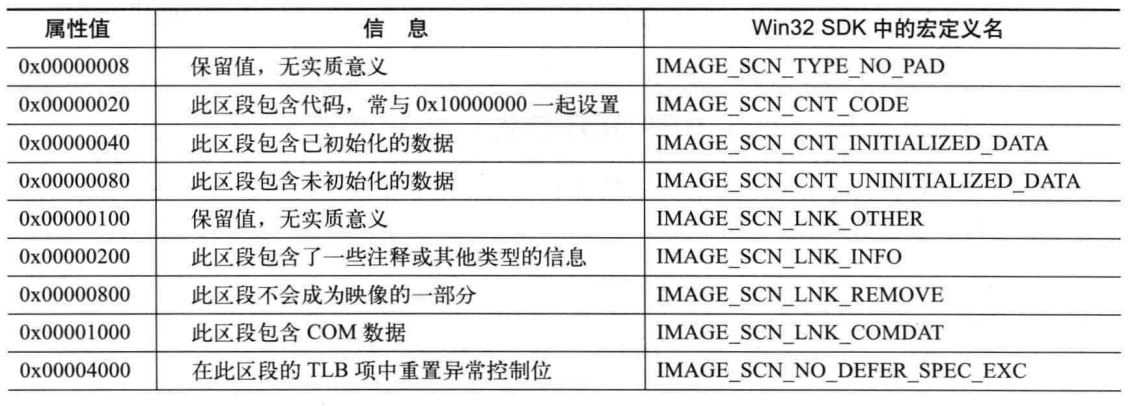 属性值 信 息 Win32 SDK 中的宏定义名
0x00000008 保留值，无实质意义 IMAGE_SCN_TYPE_NO_PAD
0x00000020 此区段包含代码，常与 0x10000000 一起设置 IMAGE_SCN_CNT_CODE
0x00000040 此区段包含已初始化的数据 IMAGE_SCN_CNT_INITIALIZED_DATA
0x00000080 此区段包含未初始化的数据 IMAGE_SCN_CNT_UNINITIALIZED_DATA
0x00000100 保留值，无实质意义 IMAGE_SCN_LNK_OTHER
0x00000200 此区段包含了一些注释或其他类型的信息 IMAGE_SCN_LNK_INFO
0x00000800 此区段不会成为映像的一部分 IMAGE_SCN_LNK_REMOVE
0x00001000 此区段包含 COM 数据 IMAGE_SCN_LNK_COMDAT
0x00004000 在此区段的 TLB 项中重置异常控制位 IMAGE_SCN_NO_DEFER_SPEC_EXC